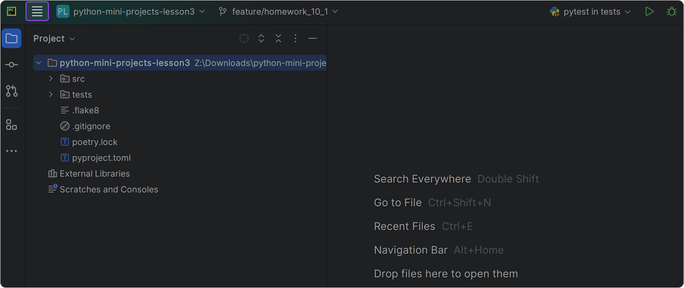 PC
PL python-mini-projects-lesson3 feature/homework_10_1 pytest in tests
Project
python-mini-projects-lesson3 Z:\Downloads\python-mini-proje
src
tests
.flake8
.gitignore
poetry.lock
pyproject.toml
External Libraries
Scratches and Consoles
Search Everywhere Double Shift
Go to File Ctrl+Shift+N
Recent Files Ctrl+E
Navigation Bar Alt+Home
Drop files here to open them